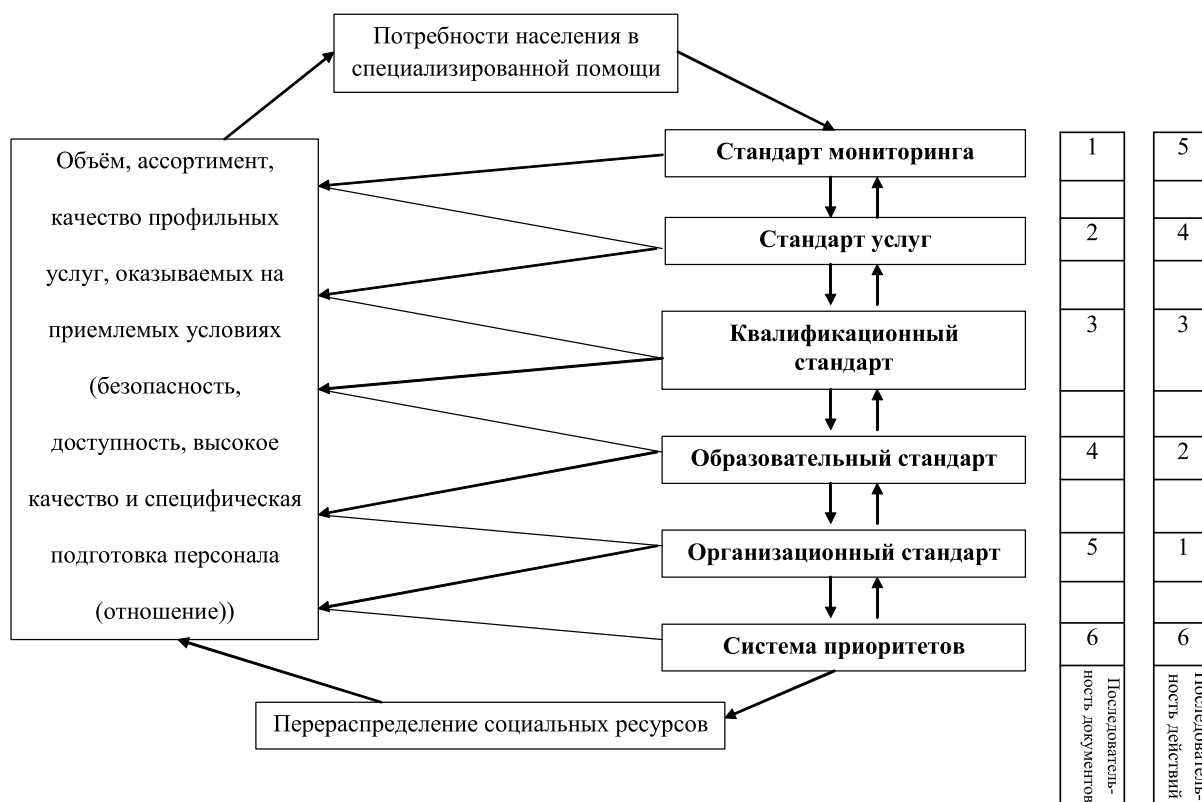 Потребности населения в
специализированной помощи
Объём, ассортимент,
качество профильных
услуг, оказываемых на
приемлемых условиях
(безопасность,
доступность, высокое
качество и специфическая
подготовка персонала
(отношение))
Стандарт мониторинга
Стандарт услуг
Квалификационный
стандарт
Образовательный стандарт
Организационный стандарт
Система приоритетов
Перераспределение социальных ресурсов
1
2
3
4
5
6
Последователь-
ность документов
5
4
3
2
1
6
Последователь-
ность действий